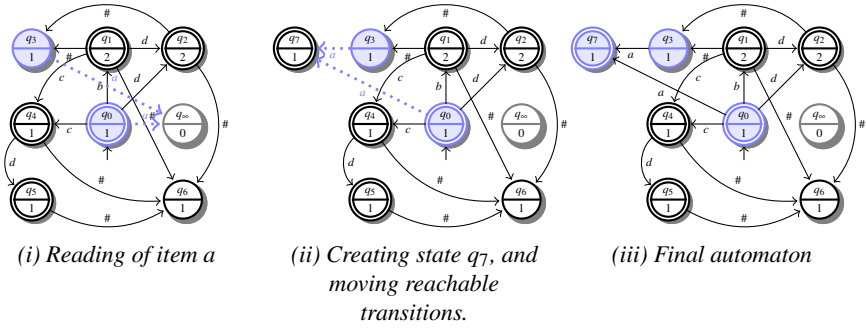 #
q3 q1 d q2
1 # 2 2
c a d
b #
q4 c q0 a q∞ #
1 1 0
d
#
q5 q6
1 1
#
(i) Reading of item a
#
q7 q3 q1 d q2
1 a 1 # 2 2
c d
a b
q4 c q0 # q∞ #
1 1 0
d
#
q5 q6
1 1
#
(ii) Creating state q7, and
moving reachable
transitions.
#
q7 a q3 q1 d q2
1 1 # 2 2
c d
a b
q4 c q0 # q∞ #
1 1 0
d
#
q5 q6
1 1
#
(iii) Final automaton